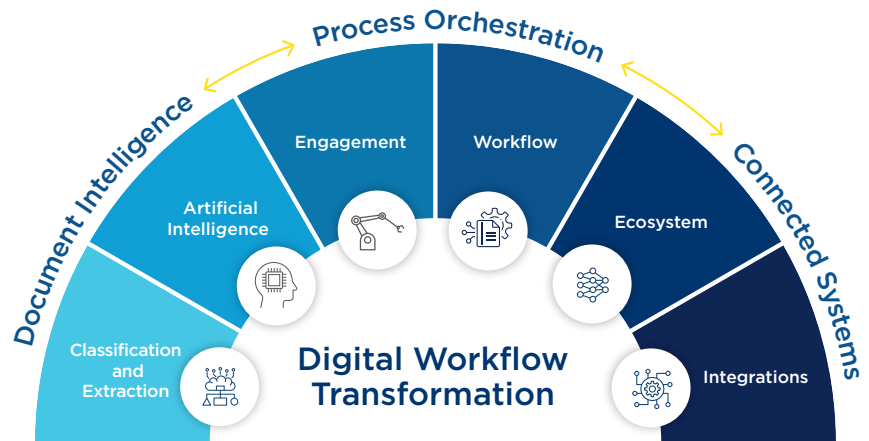 Process Orchestration
Document Intelligence
Connected Systems
Engagement
Workflow
Artificial
Intelligence
Ecosystem
Classification
and
Extraction
Integrations
Digital Workflow
Transformation